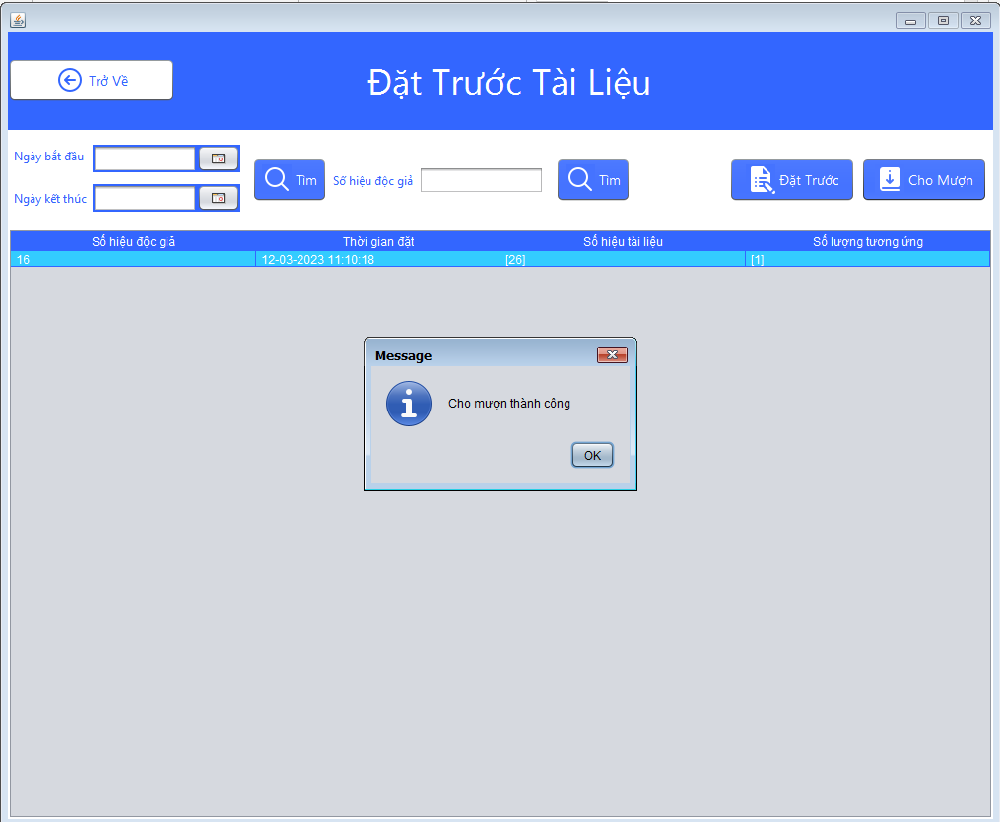 Trở Về
Đặt Trước Tài Liệu
Ngày bắt đầu
Ngày kết thúc
Tìm
Số hiệu độc giả
Tìm
Đặt Trước
Cho Mượn
Số hiệu độc giả Thời gian đặt Số hiệu tài liệu Số lượng tương ứng
16 12-03-2023 11:10:18 [26] [1]
Message
Cho mượn thành công
OK